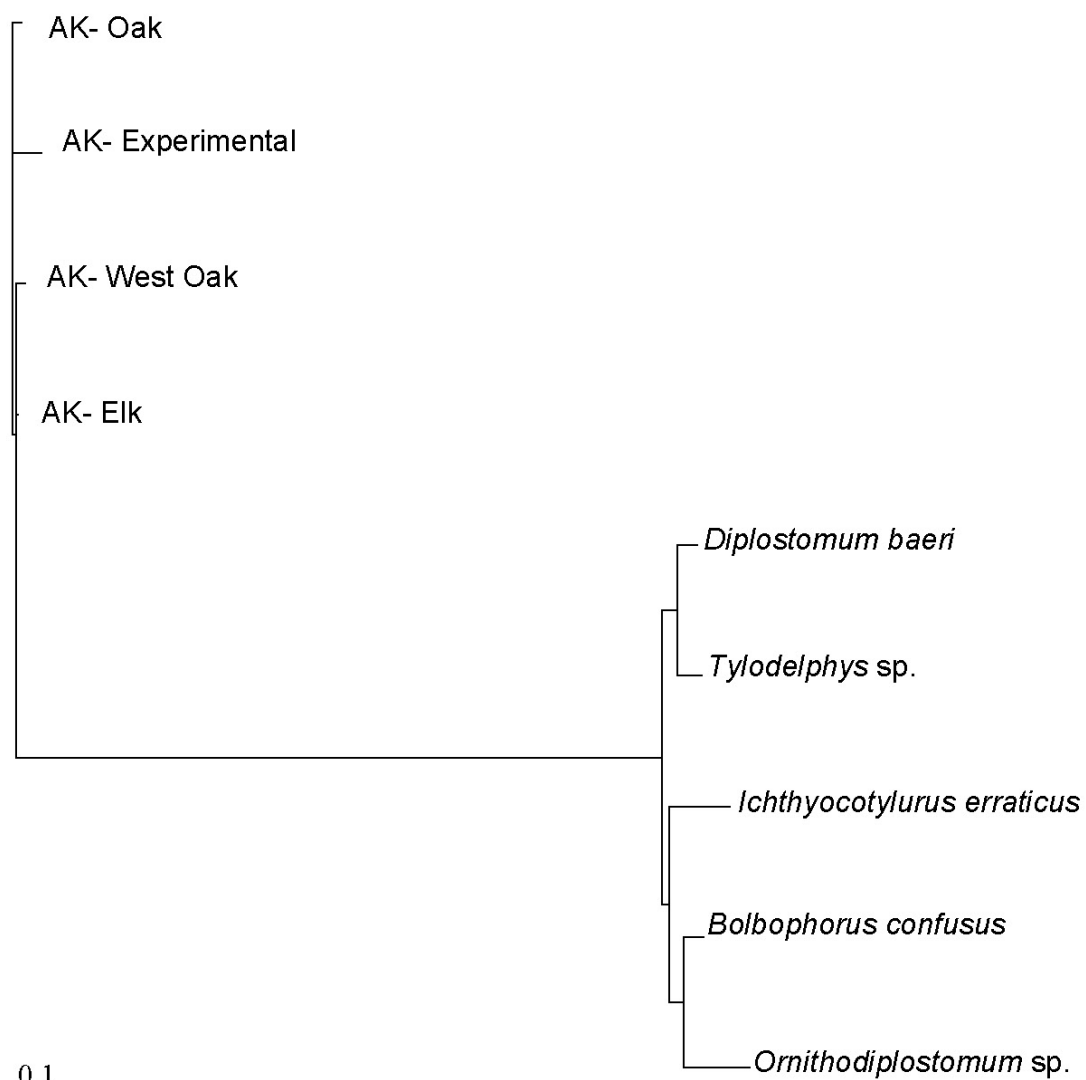 AK- Oak
AK- Experimental
AK- West Oak
AK- Elk
Diplostomum baeri
Tylodelphys sp.
Ichthyocotylurus erraticus
Bolbophorus confusus
Ornithodiplostomum sp.
0.1